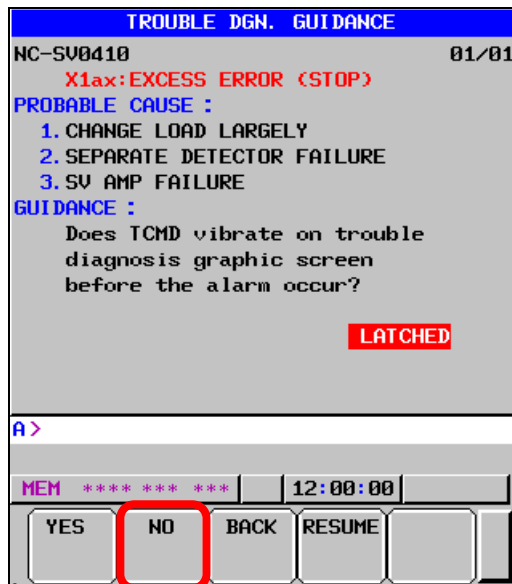 TROUBLE DGN. GUIDANCE
NC-SV0410 01/01
X1ax:EXCESS ERROR (STOP)
PROBABLE CAUSE :
1. CHANGE LOAD LARGELY
2. SEPARATE DETECTOR FAILURE
3. SV AMP FAILURE
GUIDANCE :
Does TCMD vibrate on trouble
diagnosis graphic screen
before the alarm occur?
LATCHED
A>
MEM **** *** *** 12:00:00
YES NO BACK RESUME